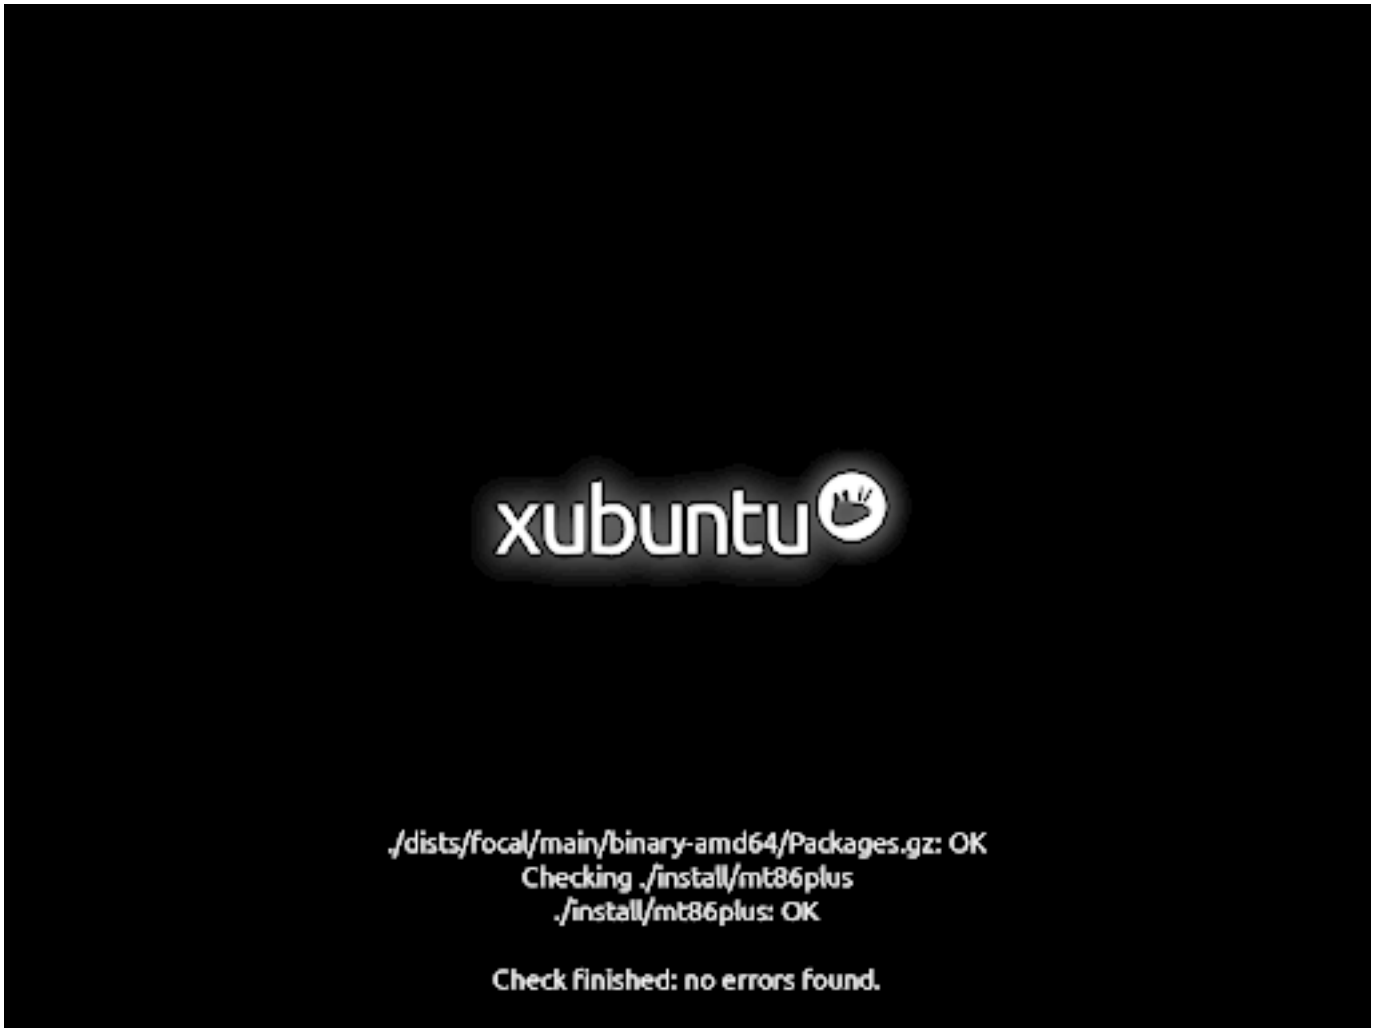 xubuntu
./dists/focal/main/binary-amd64/Packages.gz: OK
Checking ./install/mt86plus
./install/mt86plus: OK
Check finished: no errors found.